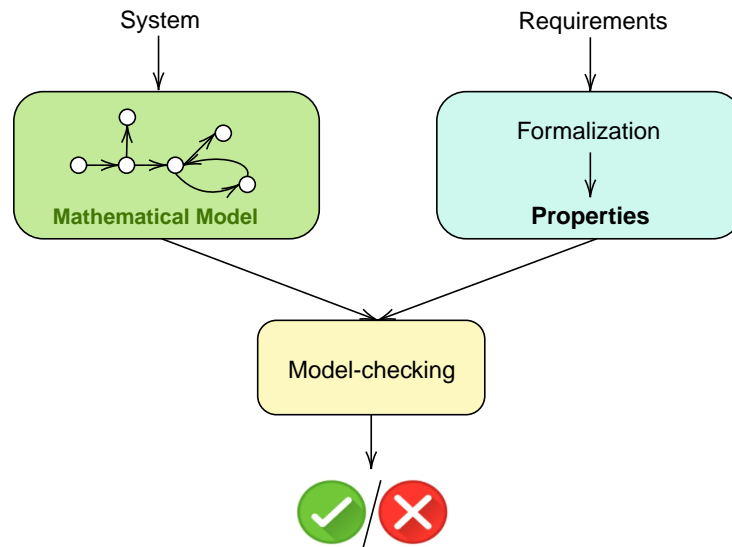 System
Requirements
Formalization
Mathematical Model
Properties
Model-checking